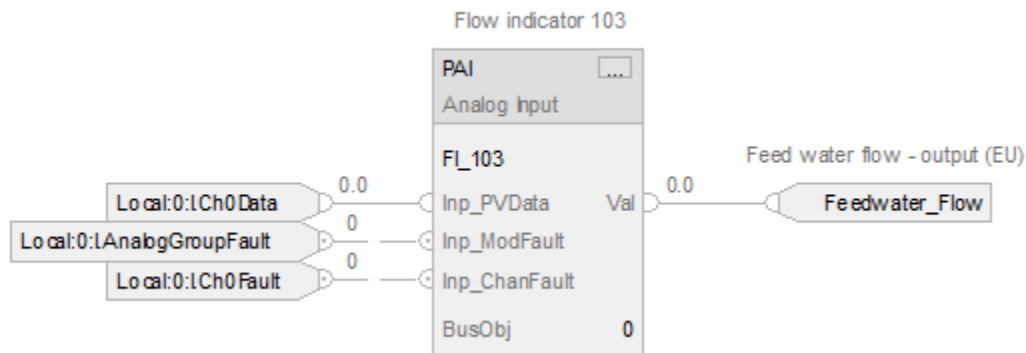 Flow indicator 103
PAI ...
Analog Input
FI_103
Feed water flow - output (EU)
Local:0:I.Ch0Data 0.0 Inp_PVData Val 0.0 Feedwater_Flow
Local:0:I.AnalogGroupFault 0 Inp_ModFault
Local:0:I.Ch0Fault 0 Inp_ChanFault
BusObj 0